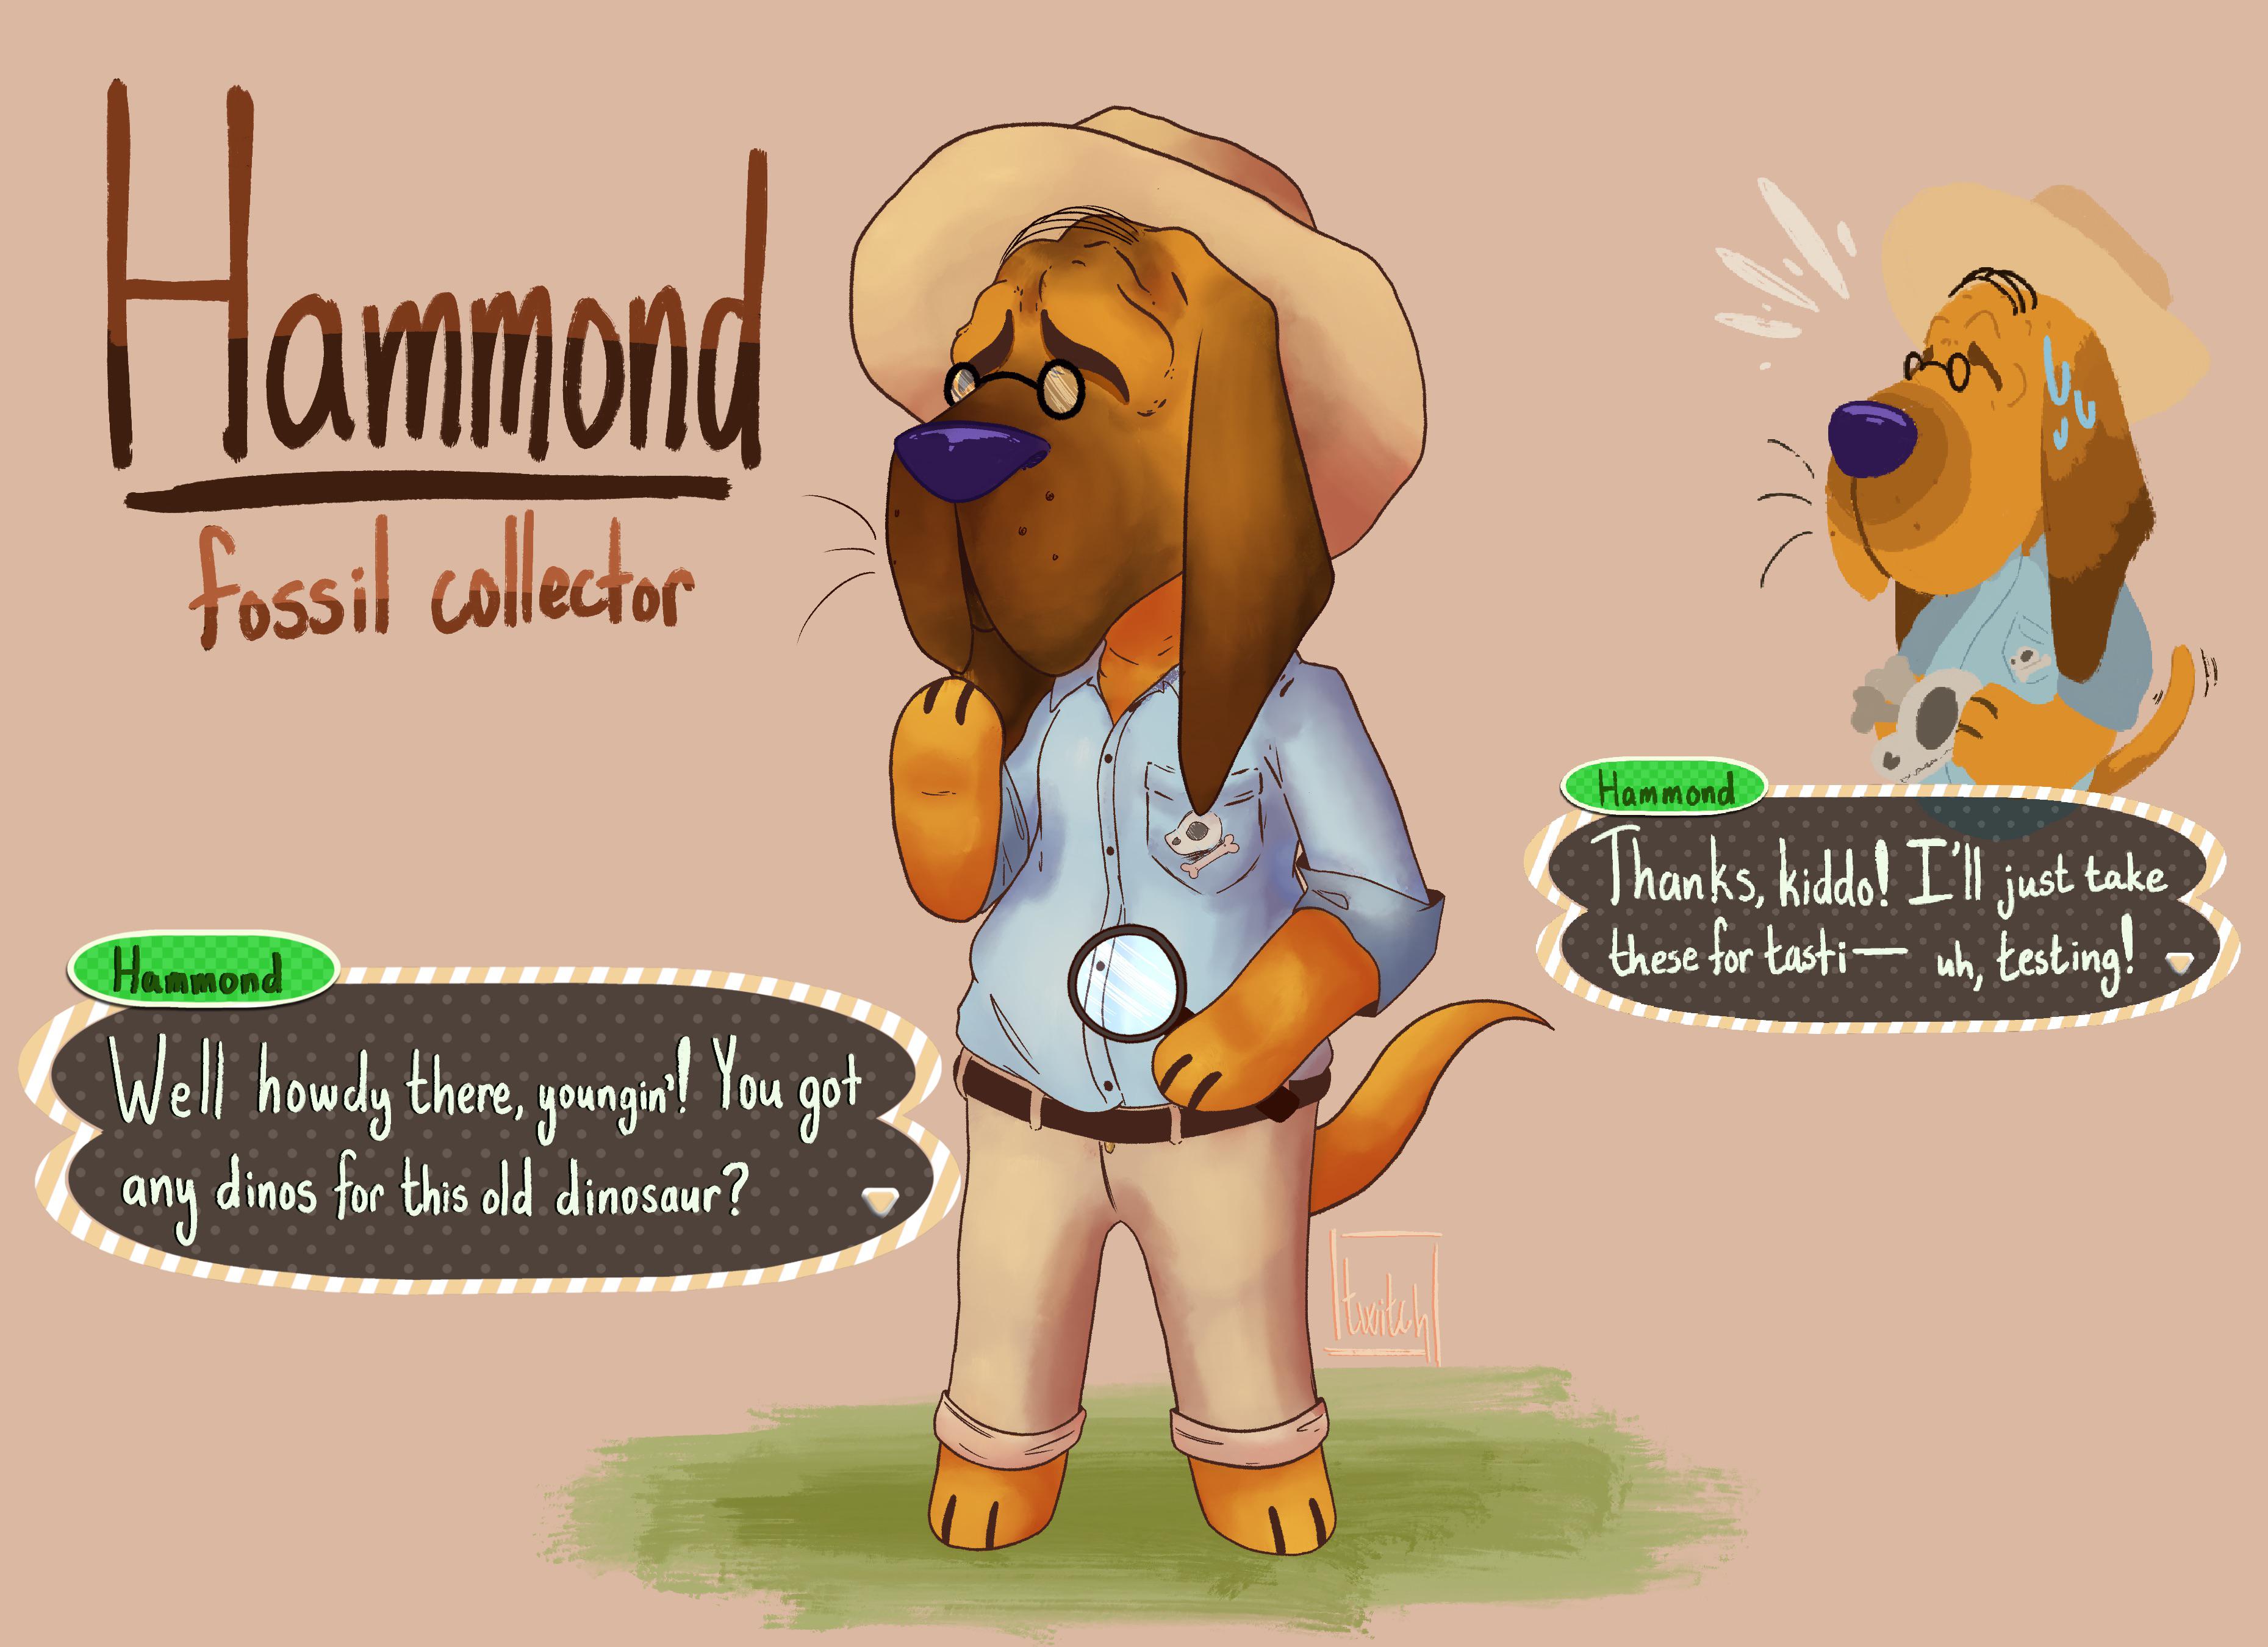 Hammond
fossil collector
Hammond
Well howdy there, youngin'! You got
any dinos for this old dinosaur?
Hammond
Thanks, kiddo! I'll just take
these for tasti— uh, testing!
twitch